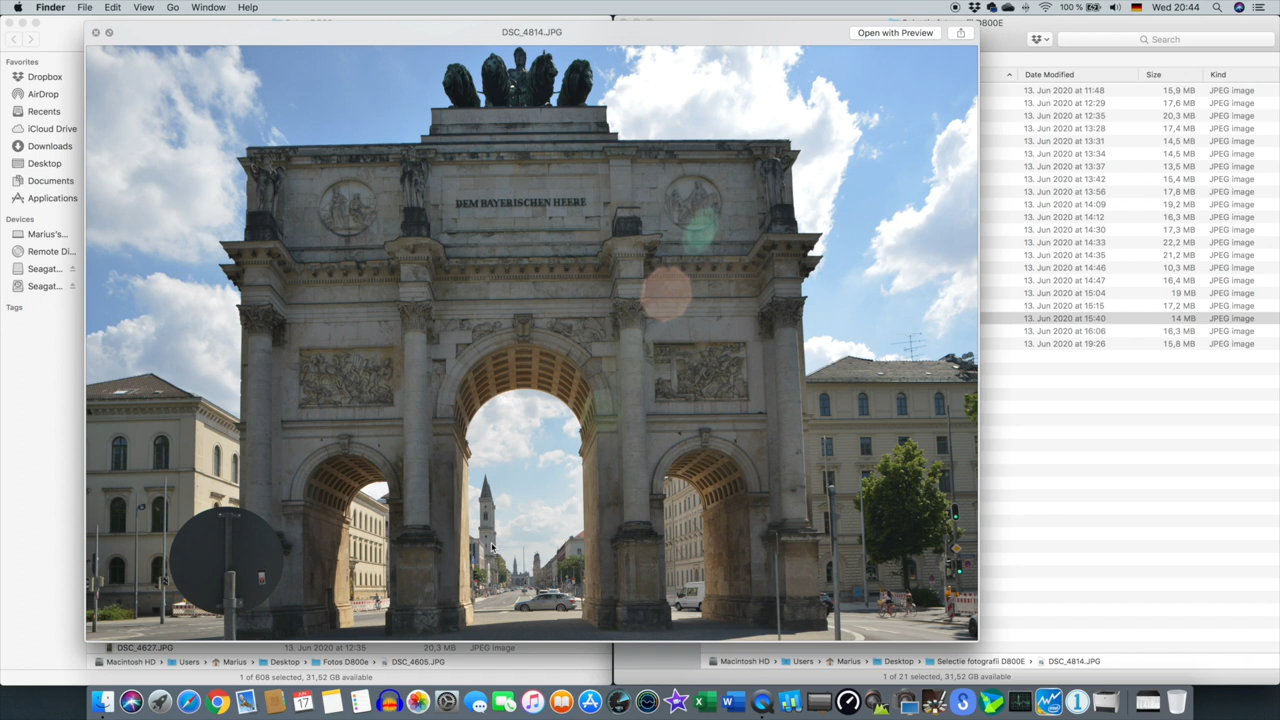 Finder File Edit View Go Window Help
100 % Wed 20:44
D800E
DSC_4814.JPG
Open with Preview
Search
Favorites
Dropbox
AirDrop
Recents
iCloud Drive
Downloads
Desktop
Documents
Applications
Devices
Marius's...
Remote Di...
Seagat...
Seagat...
Tags
DEM BAYERISCHEN HEERE
Date Modified Size Kind
13. Jun 2020 at 11:48 15,9 MB JPEG image
13. Jun 2020 at 12:29 17,6 MB JPEG image
13. Jun 2020 at 12:35 20,3 MB JPEG image
13. Jun 2020 at 13:28 17,4 MB JPEG image
13. Jun 2020 at 13:31 14,5 MB JPEG image
13. Jun 2020 at 13:34 14,5 MB JPEG image
13. Jun 2020 at 13:37 13,5 MB JPEG image
13. Jun 2020 at 13:42 15,4 MB JPEG image
13. Jun 2020 at 13:56 17,8 MB JPEG image
13. Jun 2020 at 14:09 19,2 MB JPEG image
13. Jun 2020 at 14:12 16,3 MB JPEG image
13. Jun 2020 at 14:30 17,3 MB JPEG image
13. Jun 2020 at 14:33 22,2 MB JPEG image
13. Jun 2020 at 14:35 21,2 MB JPEG image
13. Jun 2020 at 14:46 10,3 MB JPEG image
13. Jun 2020 at 14:47 16,4 MB JPEG image
13. Jun 2020 at 15:04 19 MB JPEG image
13. Jun 2020 at 15:15 17,2 MB JPEG image
13. Jun 2020 at 15:40 14 MB JPEG image
13. Jun 2020 at 16:06 16,3 MB JPEG image
13. Jun 2020 at 19:26 15,8 MB JPEG image
DSC_4627.JPG 13. Jun 2020 at 12:35 20,3 MB JPEG image
Macintosh HD Users Marius Desktop Fotos D800e DSC_4605.JPG
1 of 608 selected, 31,52 GB available
Macintosh HD Users Marius Desktop Selectie fotografii D800E DSC_4814.JPG
1 of 21 selected, 31,52 GB available
JUN
17